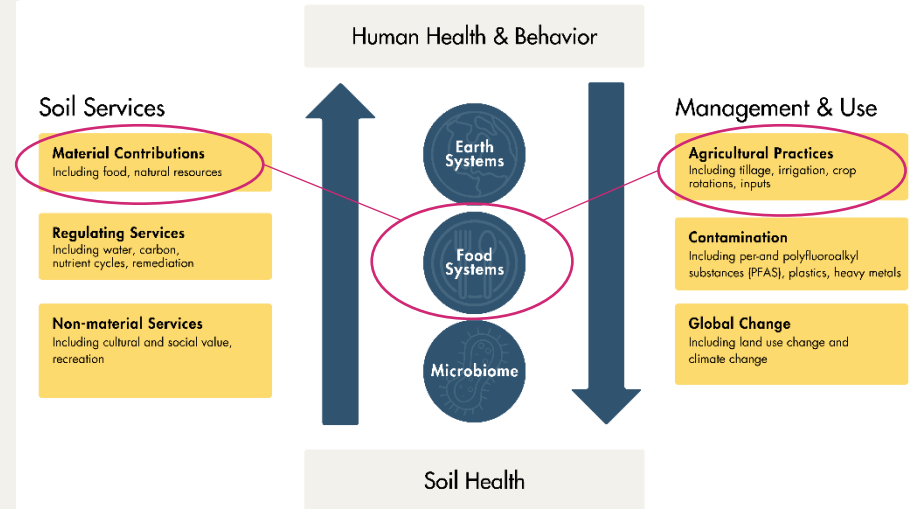 Human Health & Behavior
Soil Services
Material Contributions
Including food, natural resources
Regulating Services
Including water, carbon,
nutrient cycles, remediation
Non-material Services
Including cultural and social value,
recreation
Earth
Systems
Food
Systems
Microbiome
Management & Use
Agricultural Practices
Including tillage, irrigation, crop
rotations, inputs
Contamination
Including per-and polyfluoroalkyl
substances (PFAS), plastics, heavy metals
Global Change
Including land use change and
climate change
Soil Health